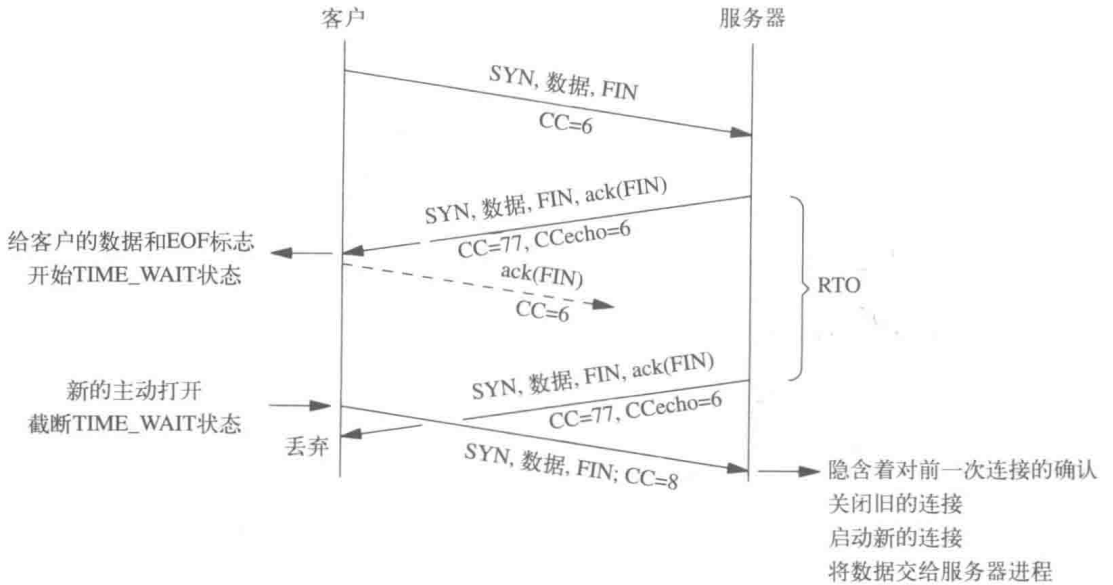 客户
服务器
SYN, 数据, FIN
CC=6
SYN, 数据, FIN, ack(FIN)
CC=77, CCecho=6
给客户的数据和EOF标志
开始TIME_WAIT状态
ack(FIN)
CC=6
RTO
新的主动打开
截断TIME_WAIT状态
SYN, 数据, FIN, ack(FIN)
CC=77, CCecho=6
丢弃
SYN, 数据, FIN; CC=8
隐含着对前一次连接的确认
关闭旧的连接
启动新的连接
将数据交给服务器进程